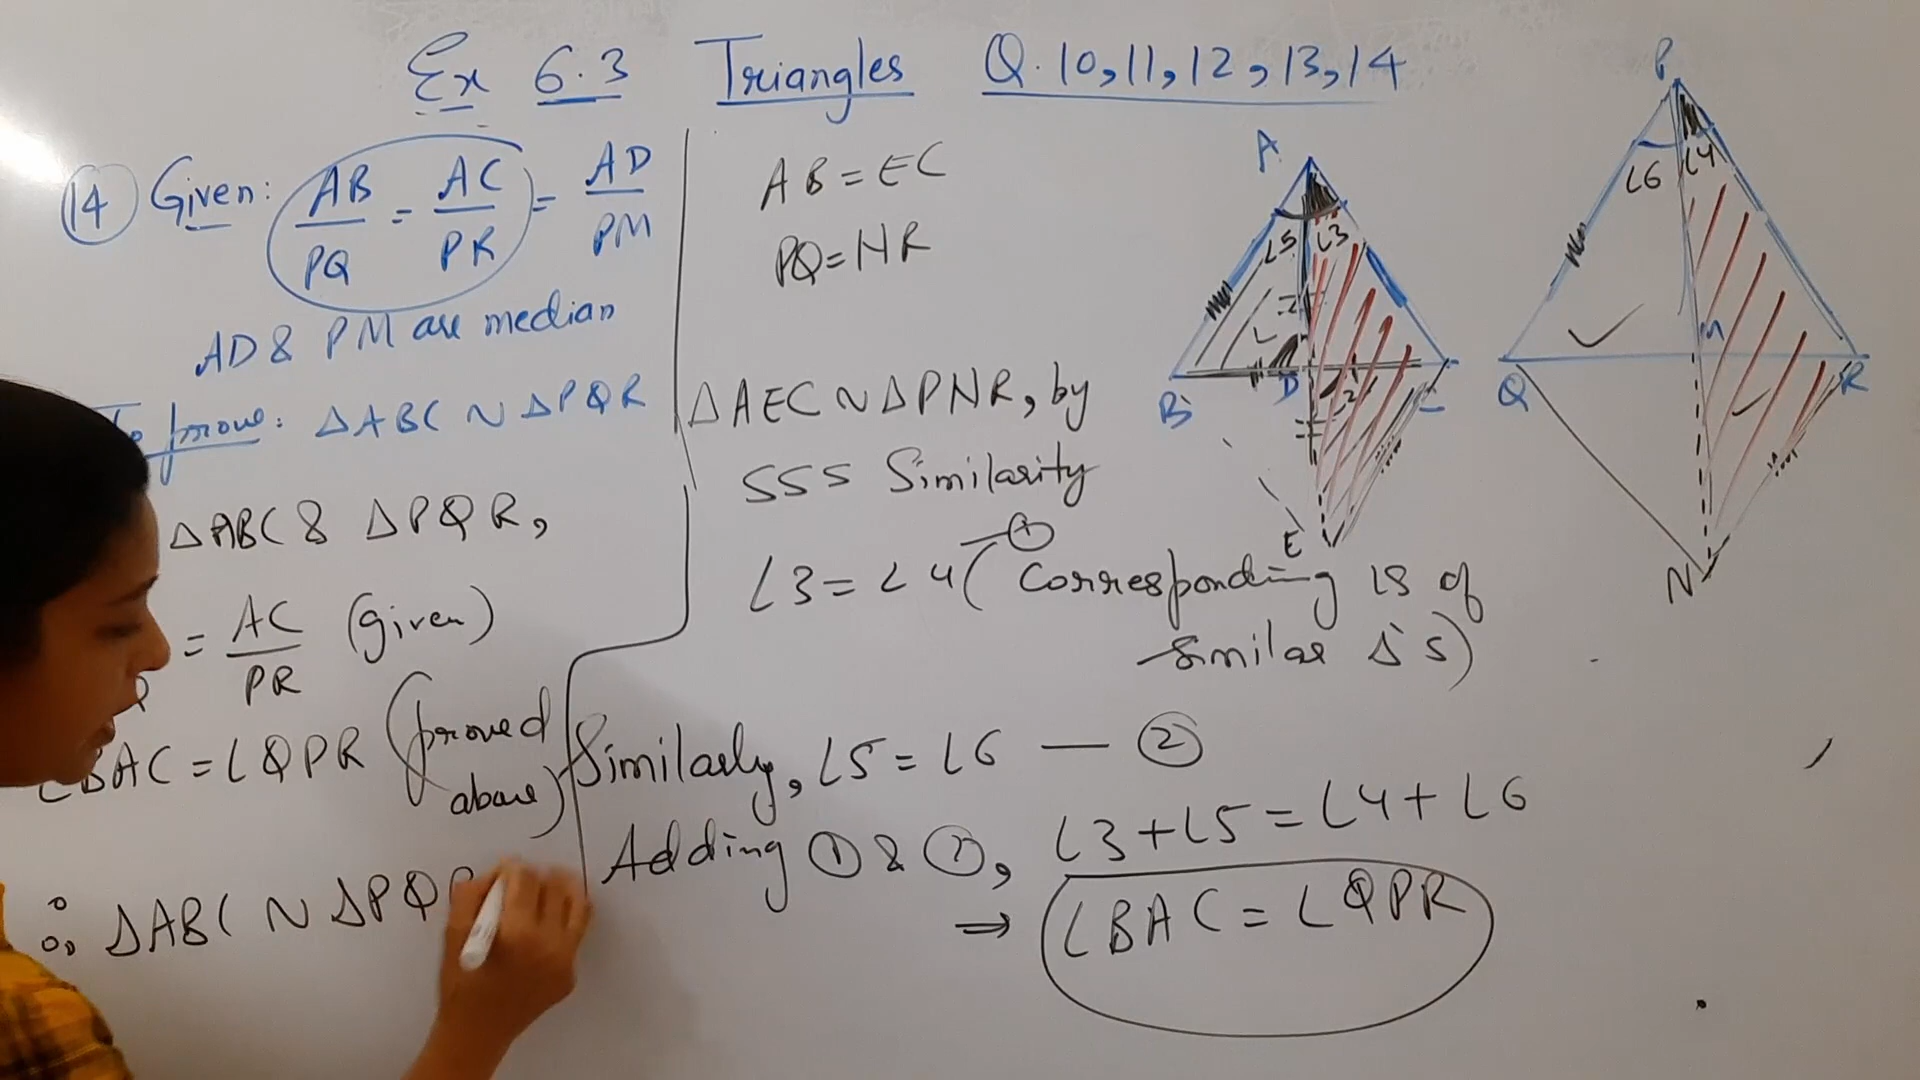 Ex 6.3 Triangles Q. 10,11,12,13,14
(14) Given: AB/PQ = AC/PR = AD/PM
AD & PM are median
To prove: ΔABC ~ ΔPQR
ΔABC & ΔPQR,
= AC/PR (given)
∠BAC = ∠QPR (proved
above)
∴ ΔABC ~ ΔPQR
AB = EC
PQ = NR
ΔAEC ~ ΔPNR, by
SSS Similarity
∠3 = ∠4 — ① (Corresponding ∠s of
similar Δ's)
Similarly, ∠5 = ∠6 — ②
Adding ① & ②, ∠3 + ∠5 = ∠4 + ∠6
⇒ ∠BAC = ∠QPR
A
∠5 ∠3
B D C
∠2
E
P
∠6 ∠4
M
Q R
N